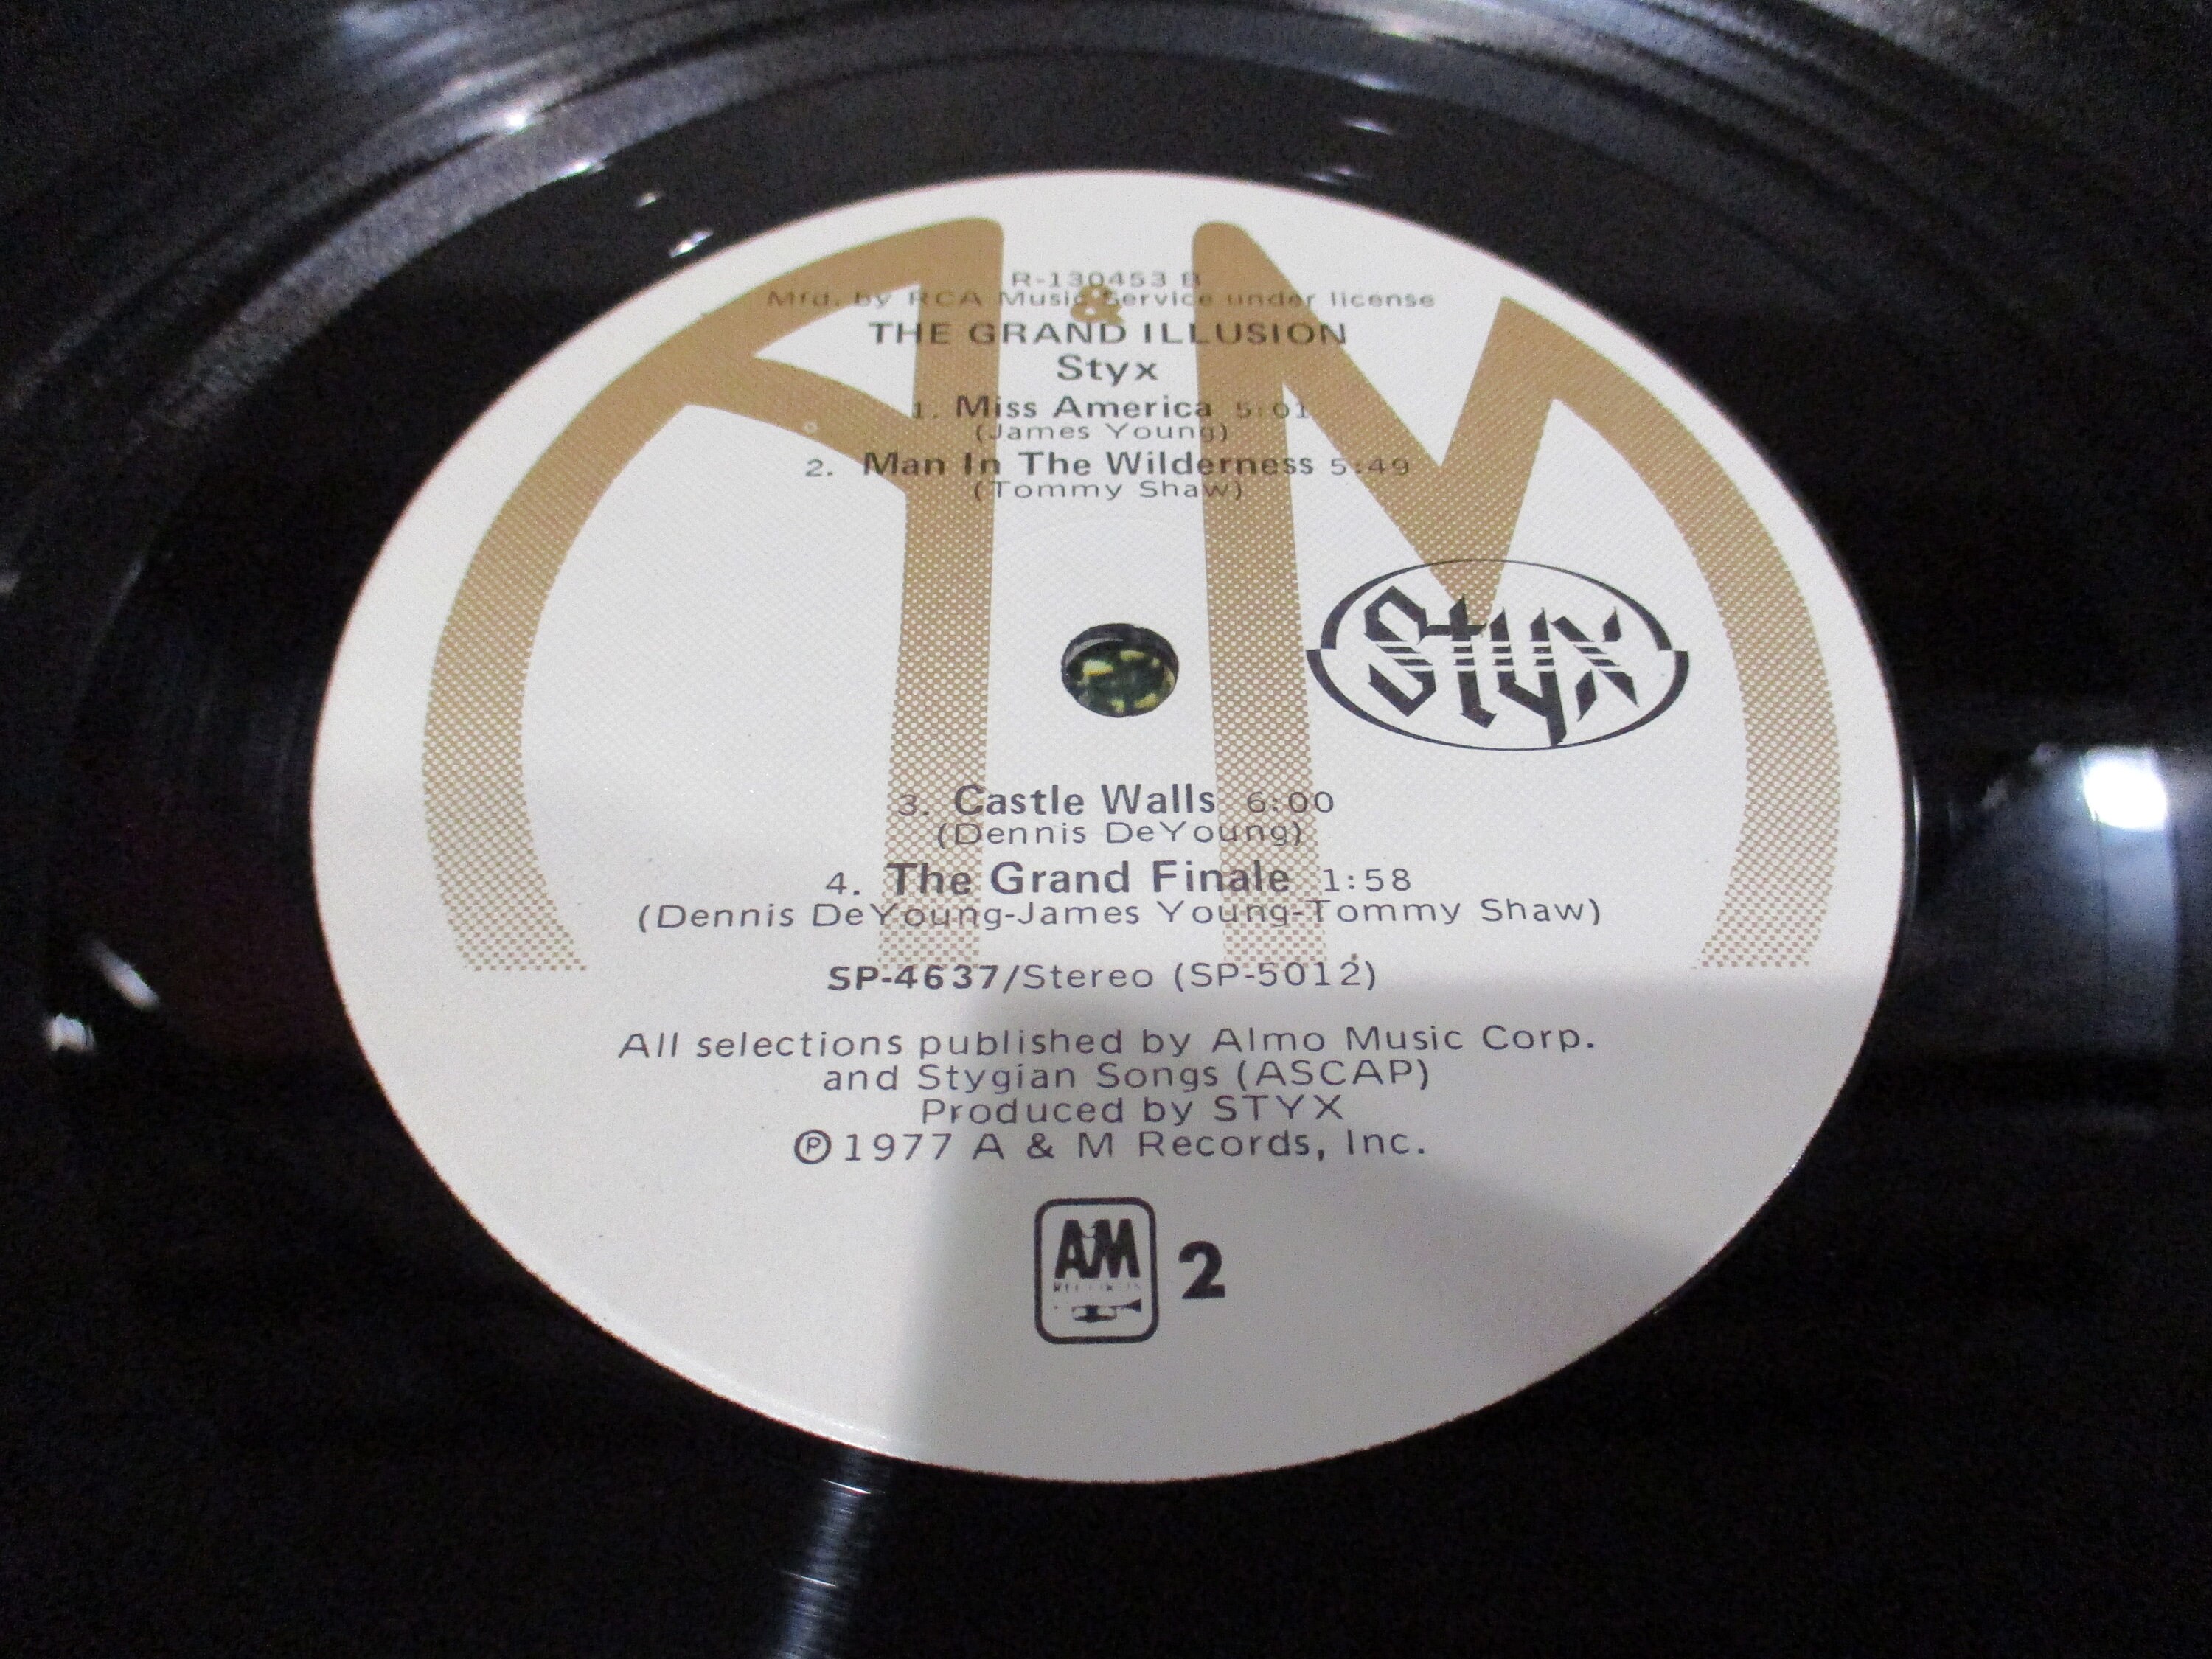 R-130453 B
Mfd. by RCA Music Service under license
&
THE GRAND ILLUSION
Styx
1. Miss America 5:01
(James Young)
2. Man In The Wilderness 5:49
(Tommy Shaw)
AM
Styx
3. Castle Walls 6:00
(Dennis DeYoung)
4. The Grand Finale 1:58
(Dennis DeYoung-James Young-Tommy Shaw)
SP-4637/Stereo (SP-5012)
All selections published by Almo Music Corp.
and Stygian Songs (ASCAP)
Produced by STYX
℗1977 A & M Records, Inc.
A&M
RECORDS
2